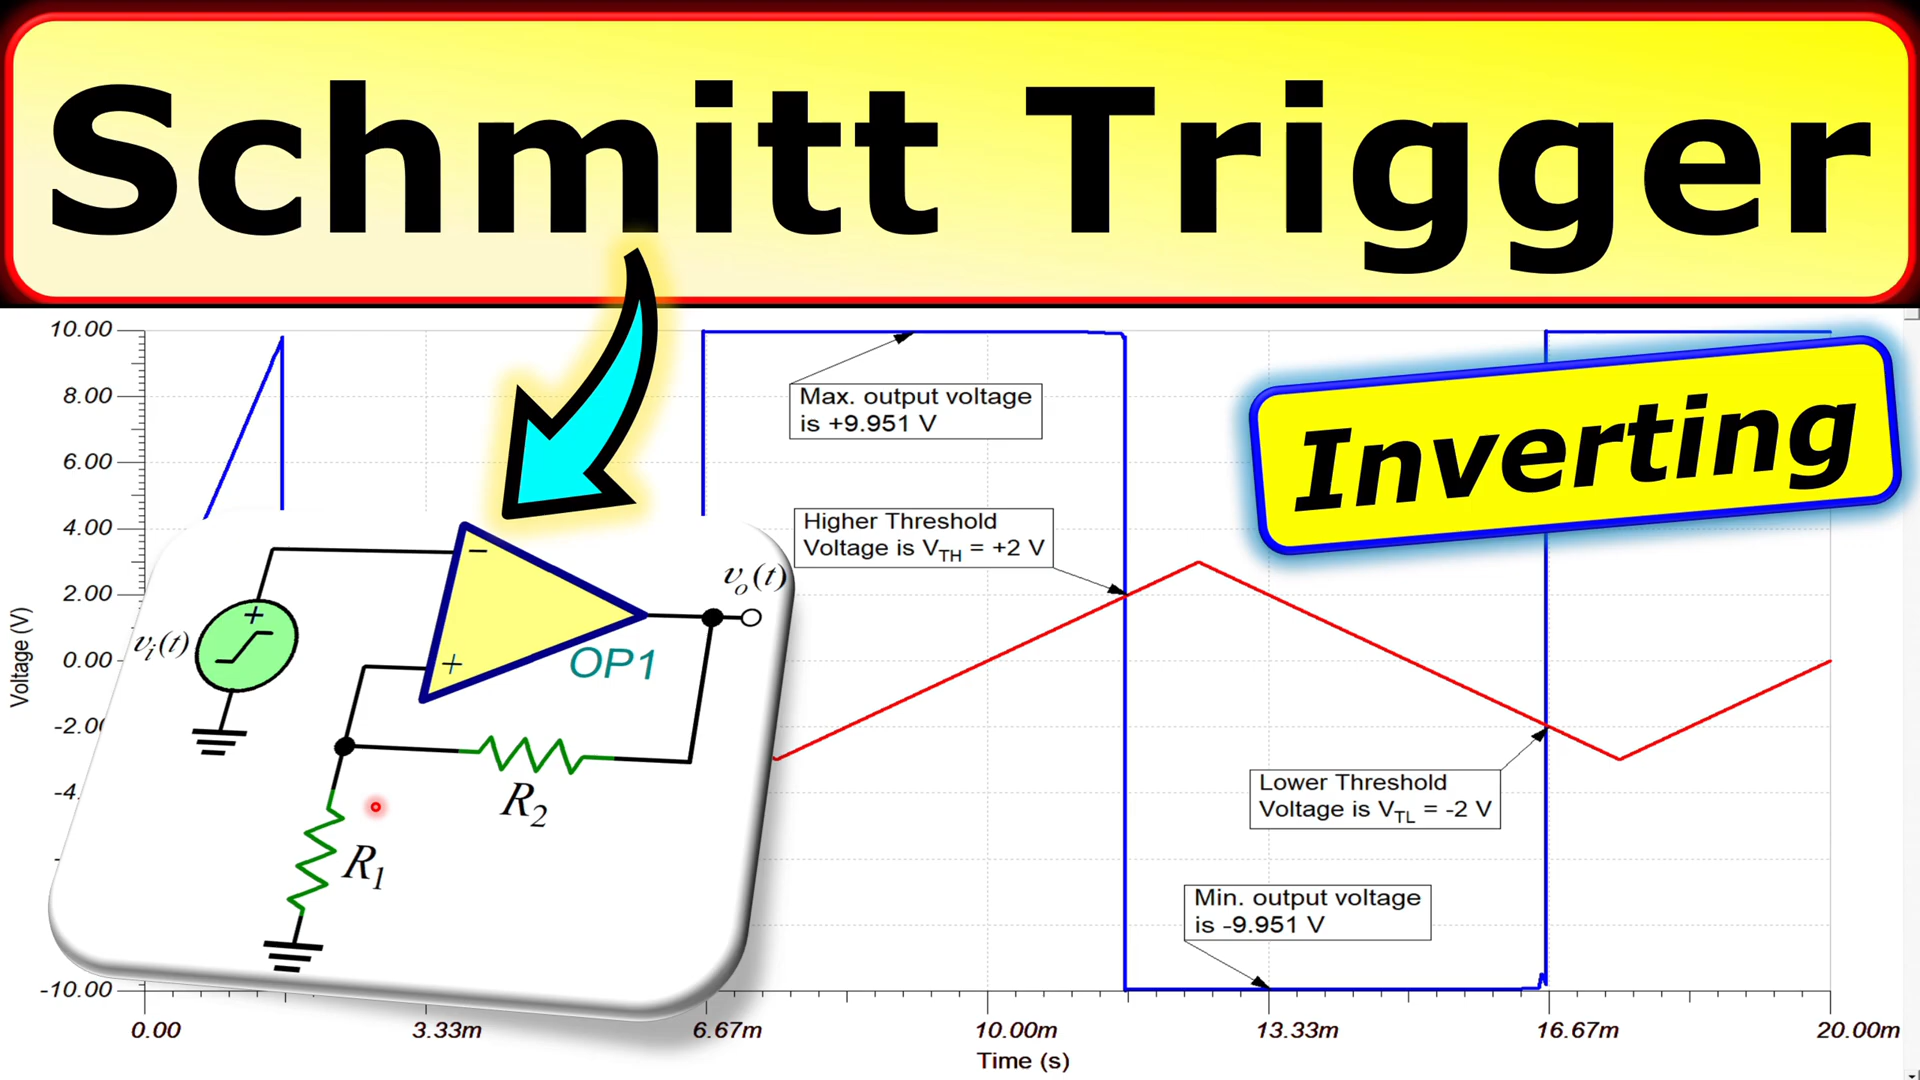 Schmitt Trigger
Inverting
10.00
8.00
6.00
4.00
2.00
0.00
-2.00
-4.
-10.00
Voltage (V)
0.00 3.33m 6.67m 10.00m 13.33m 16.67m 20.00m
Time (s)
Max. output voltage
is +9.951 V
Higher Threshold
Voltage is VTH = +2 V
Lower Threshold
Voltage is VTL = -2 V
Min. output voltage
is -9.951 V
vi(t)
+
−
+
OP1
vo(t)
R2
R1